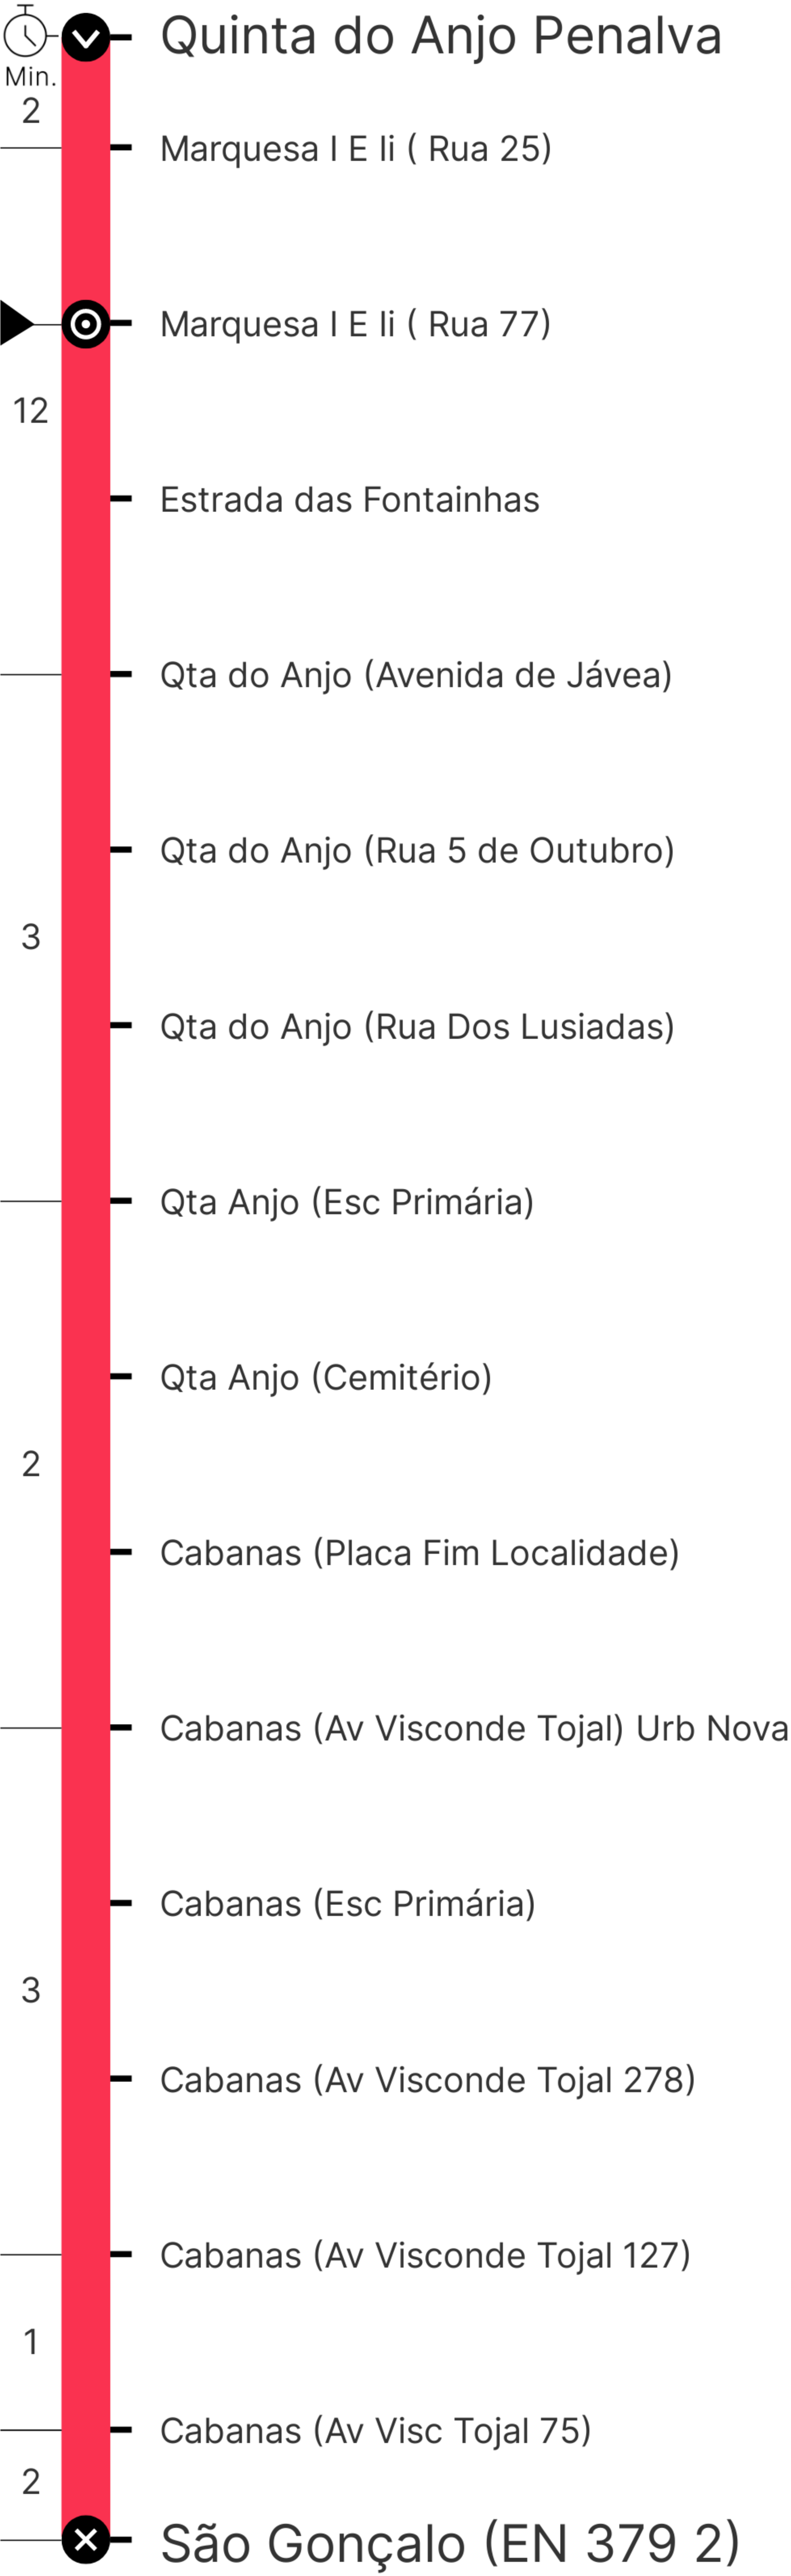 Quinta do Anjo Penalva
Min.
2
Marquesa I E Ii ( Rua 25)
Marquesa I E Ii ( Rua 77)
12
Estrada das Fontainhas
Qta do Anjo (Avenida de Jávea)
Qta do Anjo (Rua 5 de Outubro)
3
Qta do Anjo (Rua Dos Lusiadas)
Qta Anjo (Esc Primária)
Qta Anjo (Cemitério)
2
Cabanas (Placa Fim Localidade)
Cabanas (Av Visconde Tojal) Urb Nova
Cabanas (Esc Primária)
3
Cabanas (Av Visconde Tojal 278)
Cabanas (Av Visconde Tojal 127)
1
Cabanas (Av Visc Tojal 75)
2
São Gonçalo (EN 379 2)